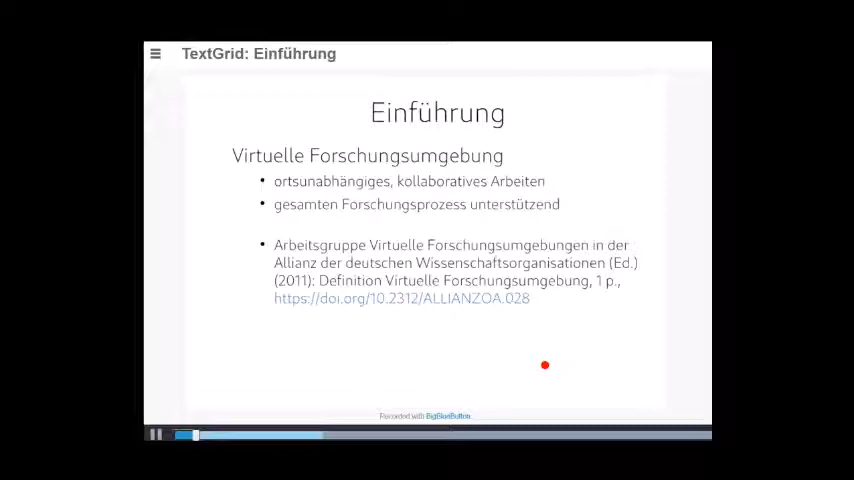 TextGrid: Einführung
Einführung
Virtuelle Forschungsumgebung
• ortsunabhängiges, kollaboratives Arbeiten
• gesamten Forschungsprozess unterstützend
• Arbeitsgruppe Virtuelle Forschungsumgebungen in der
Allianz der deutschen Wissenschaftsorganisationen (Ed.)
(2011): Definition Virtuelle Forschungsumgebung, 1 p.,
https://doi.org/10.2312/ALLIANZOA.028
Recorded with BigBlueButton.